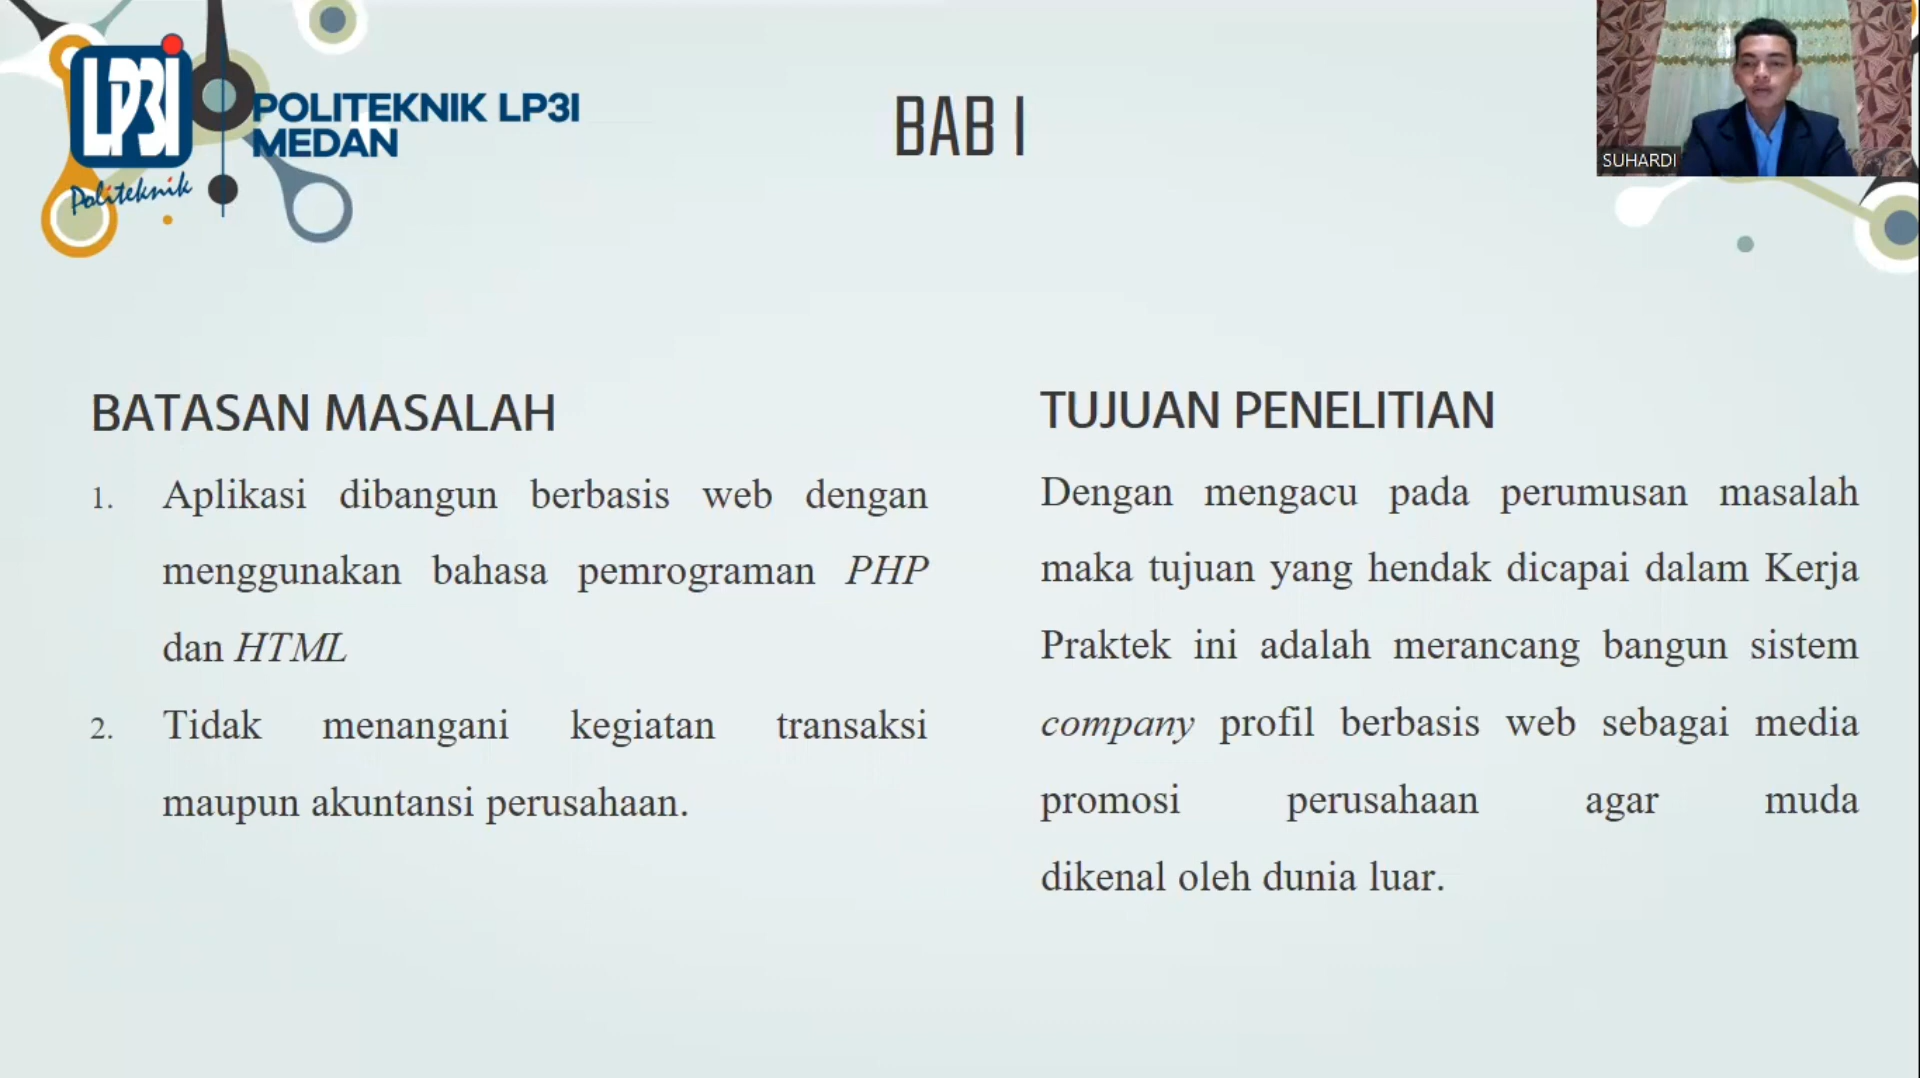 LP3I
Politeknik
POLITEKNIK LP3I
MEDAN
BAB I
SUHARDI
BATASAN MASALAH
1. Aplikasi dibangun berbasis web dengan
menggunakan bahasa pemrograman PHP
dan HTML
2. Tidak menangani kegiatan transaksi
maupun akuntansi perusahaan.
TUJUAN PENELITIAN
Dengan mengacu pada perumusan masalah
maka tujuan yang hendak dicapai dalam Kerja
Praktek ini adalah merancang bangun sistem
company profil berbasis web sebagai media
promosi perusahaan agar muda
dikenal oleh dunia luar.